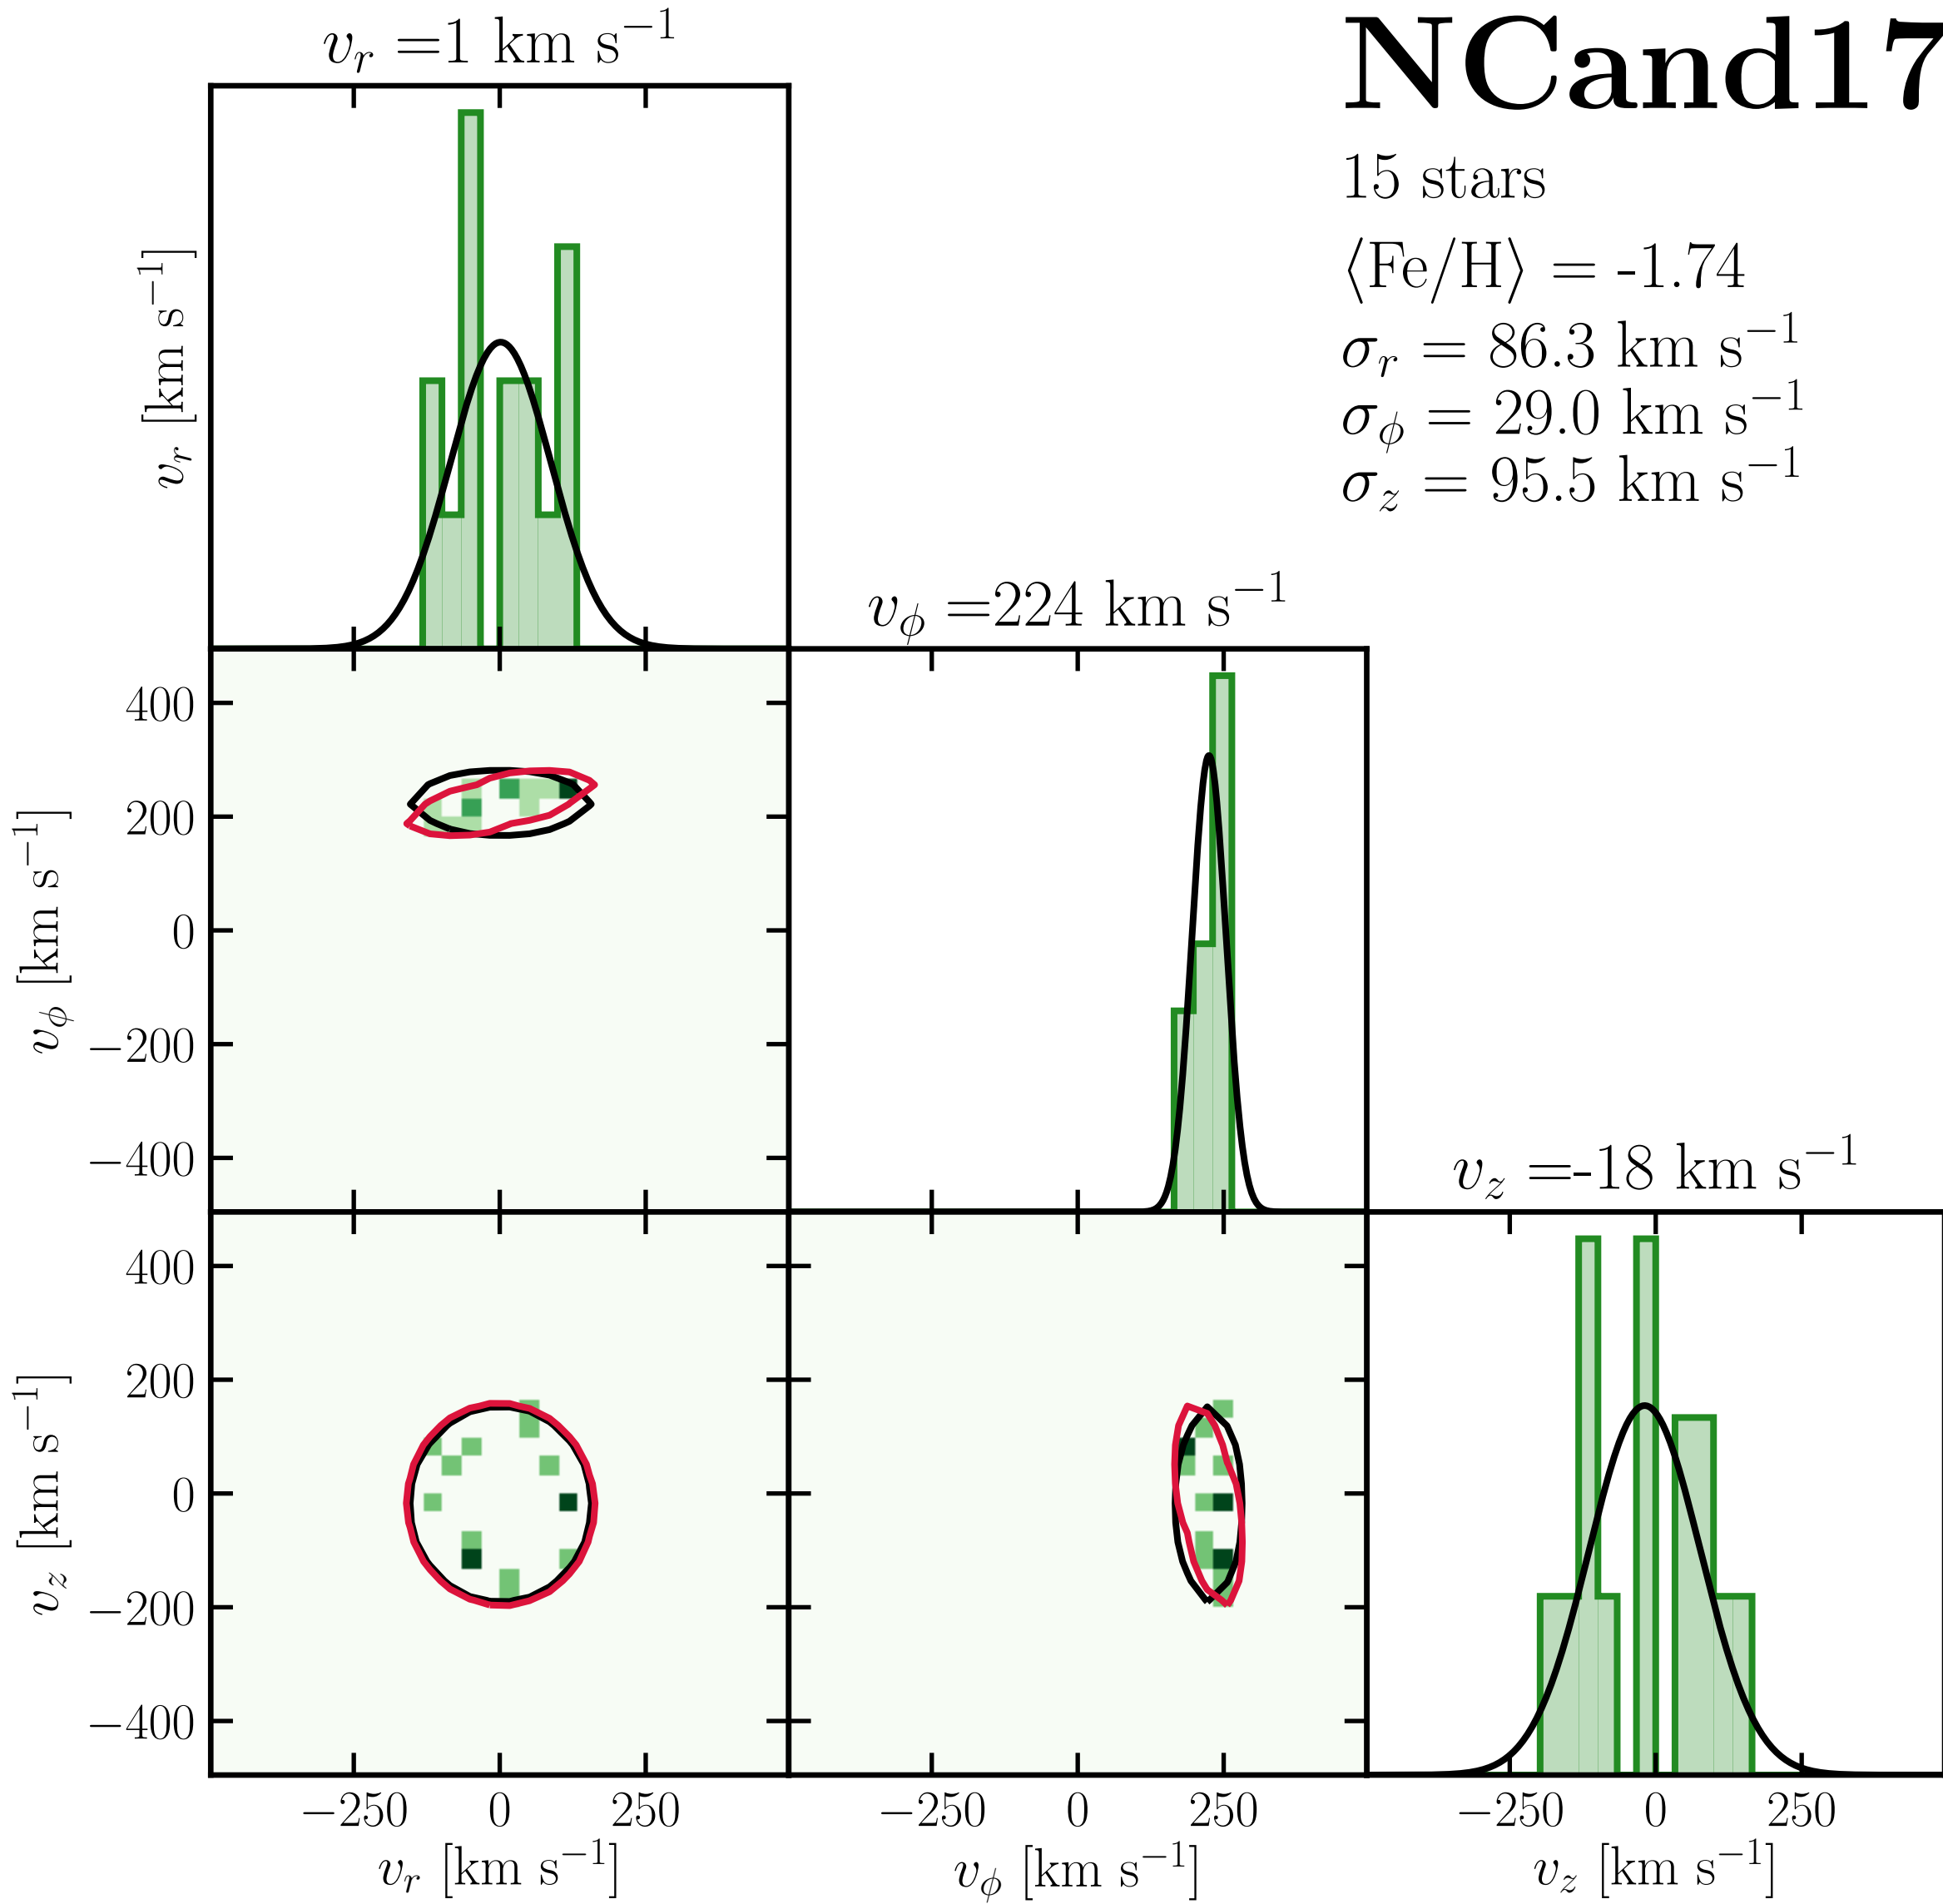 NCand17
15 stars
⟨Fe/H⟩ = -1.74
σ_r = 86.3 km s⁻¹
σ_ϕ = 29.0 km s⁻¹
σ_z = 95.5 km s⁻¹
v_r =1 km s⁻¹
v_r [km s⁻¹]
v_ϕ =224 km s⁻¹
400
200
0
−200
−400
v_ϕ [km s⁻¹]
v_z =-18 km s⁻¹
400
200
0
−200
−400
v_z [km s⁻¹]
−250 0 250
−250 0 250
−250 0 250
v_r [km s⁻¹]
v_ϕ [km s⁻¹]
v_z [km s⁻¹]